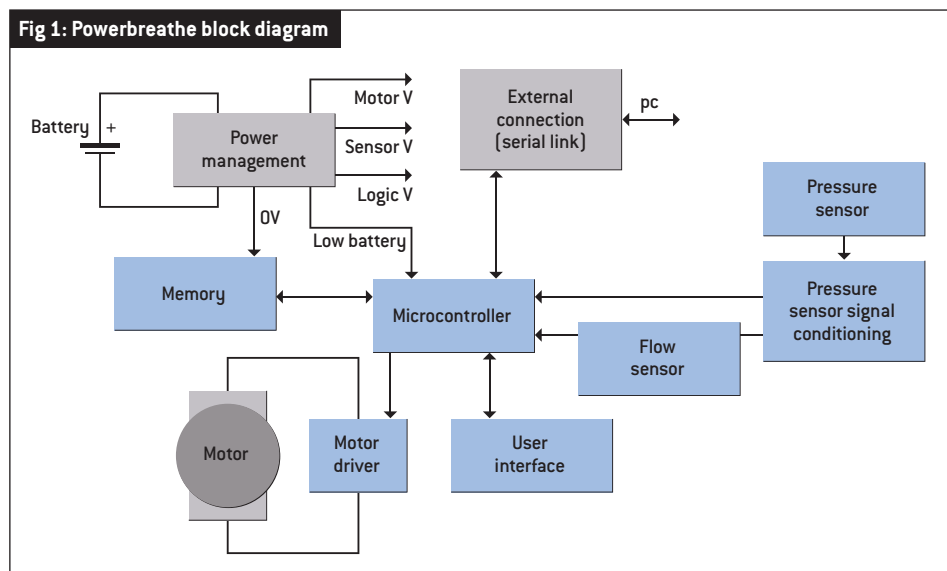 Fig 1: Powerbreathe block diagram
Motor V
Battery
+
Power
management
Sensor V
Logic V
0V
Low battery
External
connection
(serial link)
pc
Pressure
sensor
Memory
Microcontroller
Pressure
sensor signal
conditioning
Flow
sensor
Motor
Motor
driver
User
interface